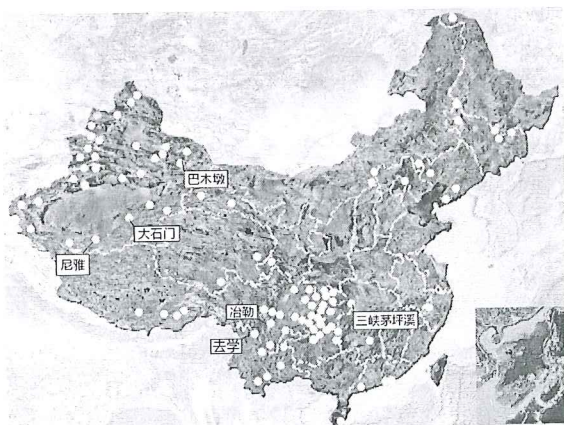 巴木墩
大石门
尼雅
冶勒
三峡茅坪溪
去学